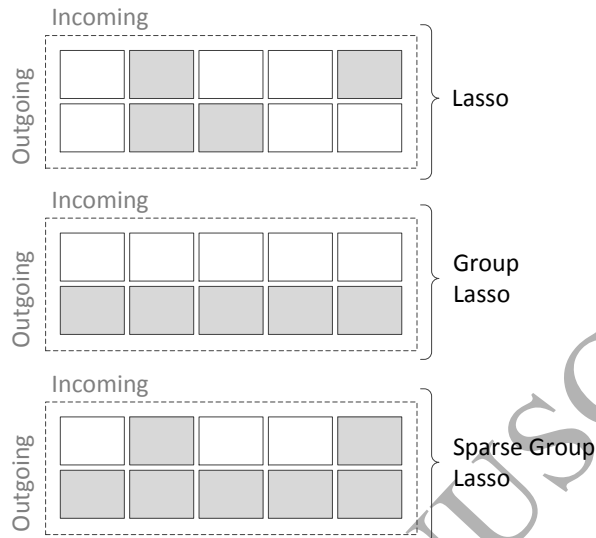 Incoming
Outgoing
Lasso
Incoming
Outgoing
Group
Lasso
Incoming
Outgoing
Sparse Group
Lasso